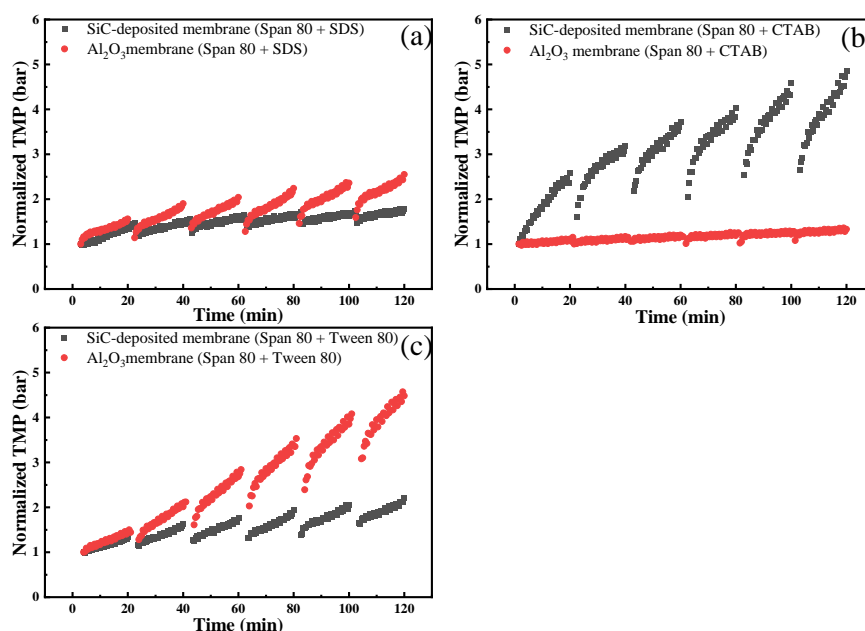 SiC-deposited membrane (Span 80 + SDS)
Al₂O₃membrane (Span 80 + SDS)
(a)
6
5
4
3
2
1
0
Normalized TMP (bar)
0 20 40 60 80 100 120
Time (min)
SiC-deposited membrane (Span 80 + CTAB)
Al₂O₃ membrane (Span 80 + CTAB)
(b)
6
5
4
3
2
1
0
Normalized TMP (bar)
0 20 40 60 80 100 120
Time (min)
SiC-deposited membrane (Span 80 + Tween 80)
Al₂O₃membrane (Span 80 + Tween 80)
(c)
6
5
4
3
2
1
0
Normalized TMP (bar)
0 20 40 60 80 100 120
Time (min)